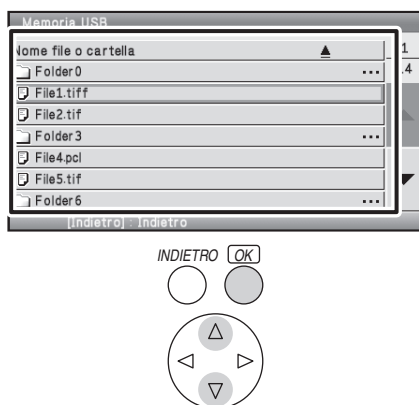 Memoria USB
Nome file o cartella
1
Folder0 ...
.4
File1.tiff
File2.tif
Folder3 ...
File4.pcl
File5.tif
Folder6 ...
[Indietro] : Indietro
INDIETRO OK